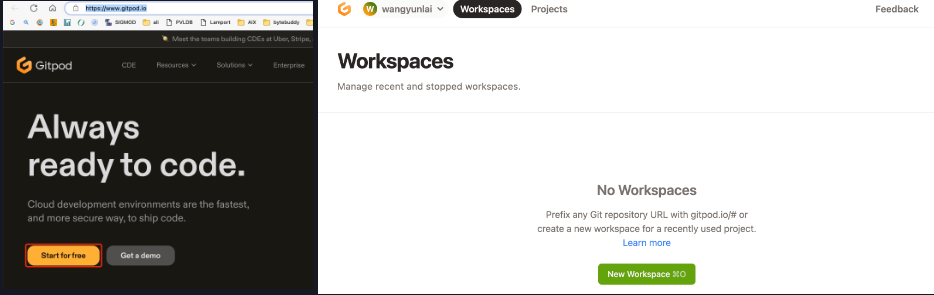 https://www.gitpod.io
SIGMOD ali PVLDB Lamport AIX bytebuddy
Meet the teams building CDEs at Uber, Stripe,
Gitpod CDE Resources Solutions Enterprise
Always
ready to code.
Cloud development environments are the fastest,
and more secure way, to ship code.
Start for free Get a demo
W wangyunlai Workspaces Projects Feedback
Workspaces
Manage recent and stopped workspaces.
No Workspaces
Prefix any Git repository URL with gitpod.io/# or
create a new workspace for a recently used project.
Learn more
New Workspace ⌘O